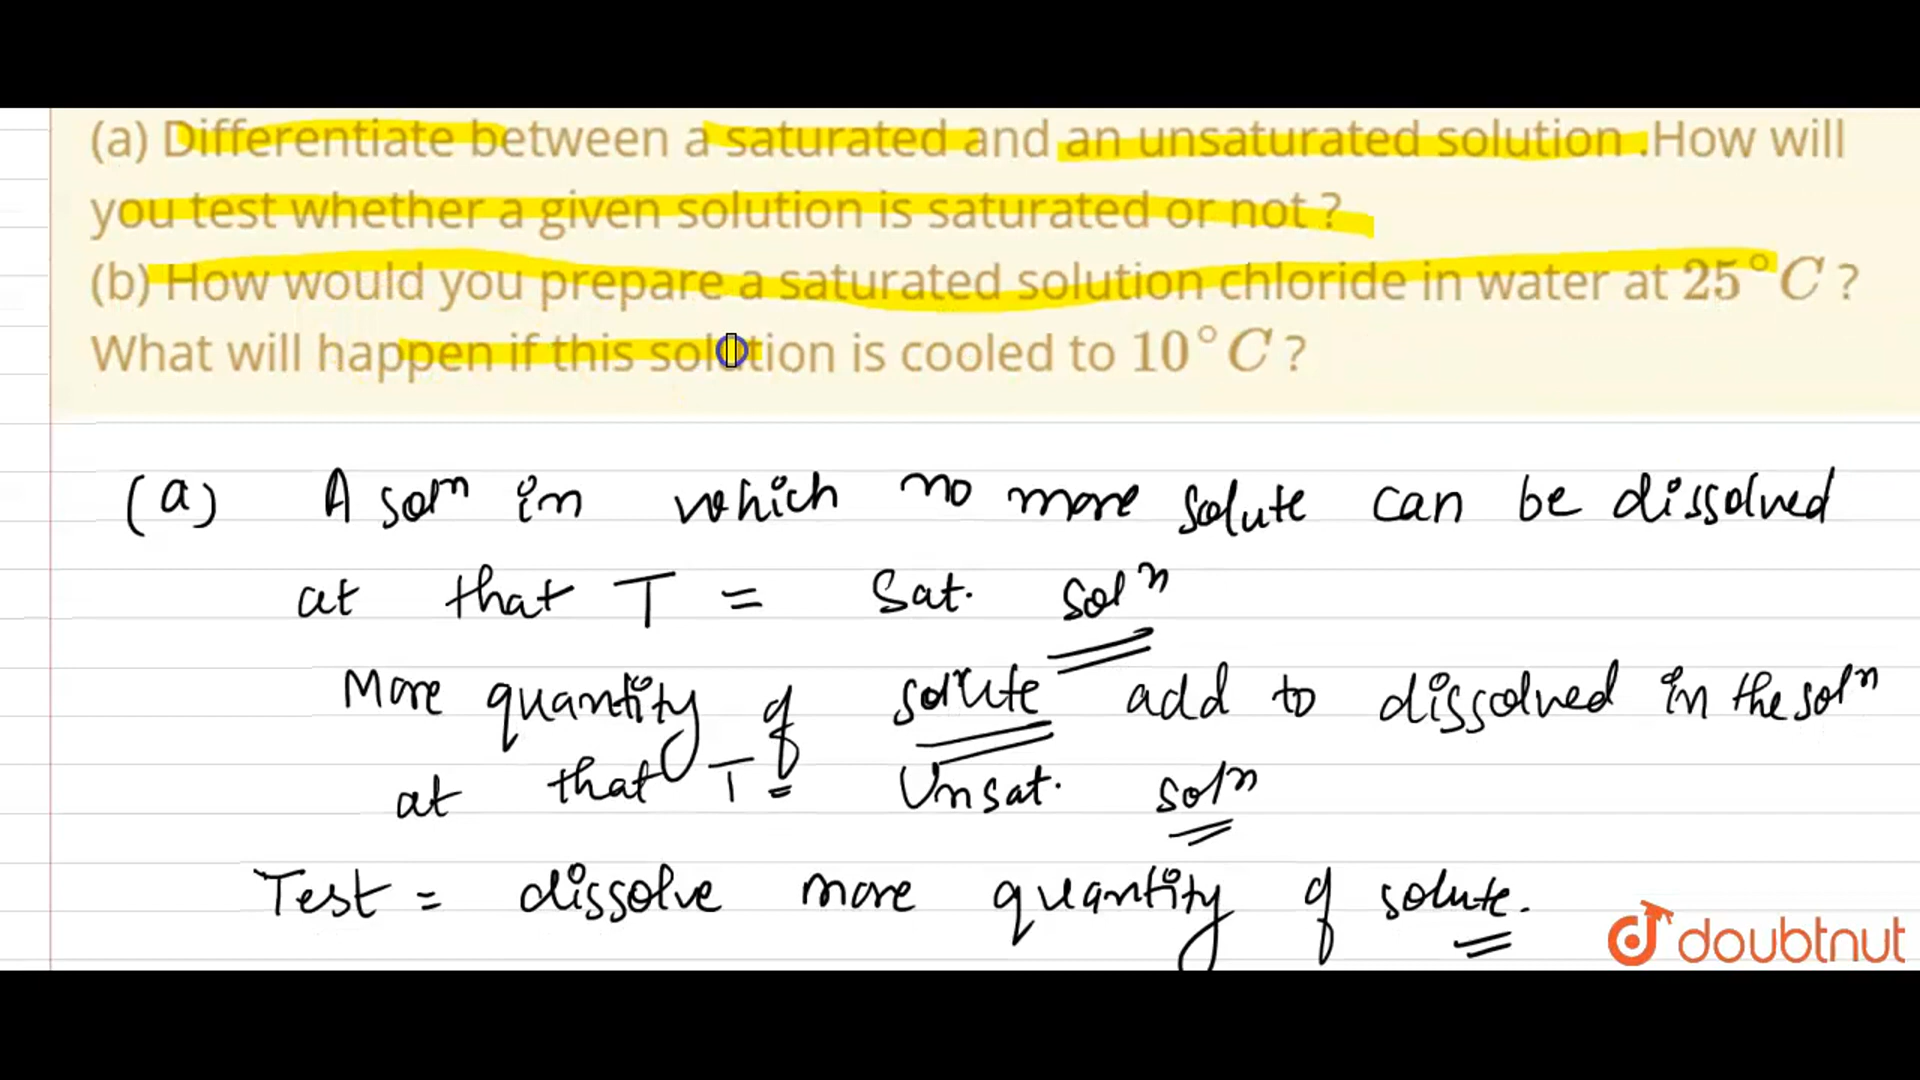 (a) Differentiate between a saturated and an unsaturated solution .How will
you test whether a given solution is saturated or not ?
(b) How would you prepare a saturated solution chloride in water at 25°C ?
What will happen if this solution is cooled to 10°C ?
(a) A solⁿ in which no more solute can be dissolved
at that T = Sat. solⁿ
More quantity of solute add to dissolved in the solⁿ
at that T = Unsat. solⁿ
Test = dissolve more quantity of solute.
doubtnut